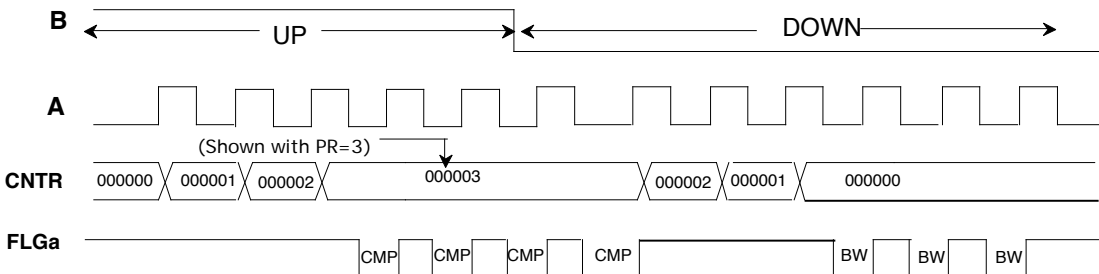 B UP DOWN
A
(Shown with PR=3)
CNTR 000000 000001 000002 000003 000002 000001 000000
FLGa CMP CMP CMP CMP BW BW BW